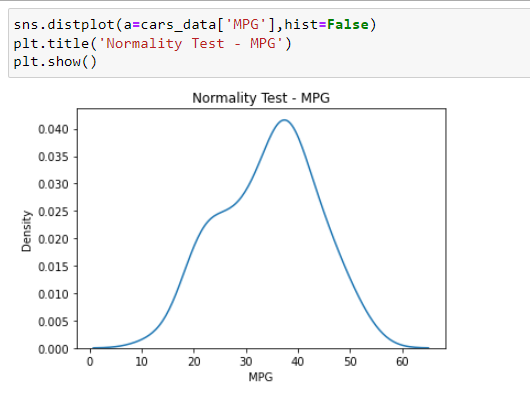 sns.distplot(a=cars_data['MPG'],hist=False)
plt.title('Normality Test - MPG')
plt.show()
Normality Test - MPG
0.040
0.035
0.030
0.025
0.020
0.015
0.010
0.005
0.000
Density
0 10 20 30 40 50 60
MPG